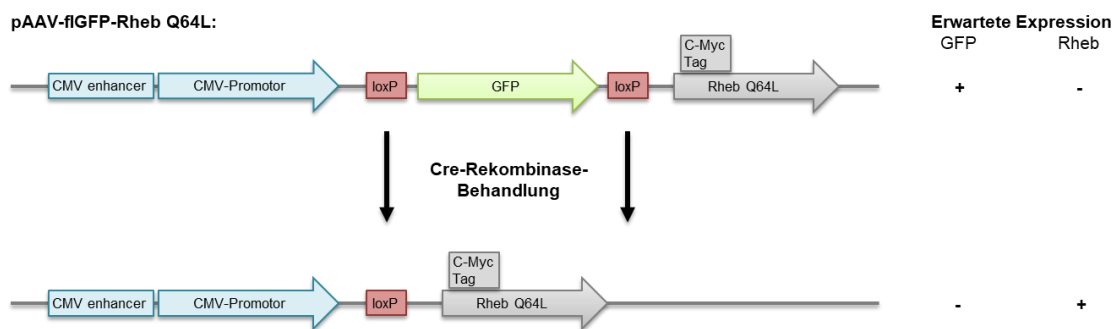 pAAV-flGFP-Rheb Q64L:
Erwartete Expression
GFP Rheb
C-Myc
Tag
CMV enhancer CMV-Promotor loxP GFP loxP Rheb Q64L
+ -
Cre-Rekombinase-
Behandlung
C-Myc
Tag
CMV enhancer CMV-Promotor loxP Rheb Q64L
- +